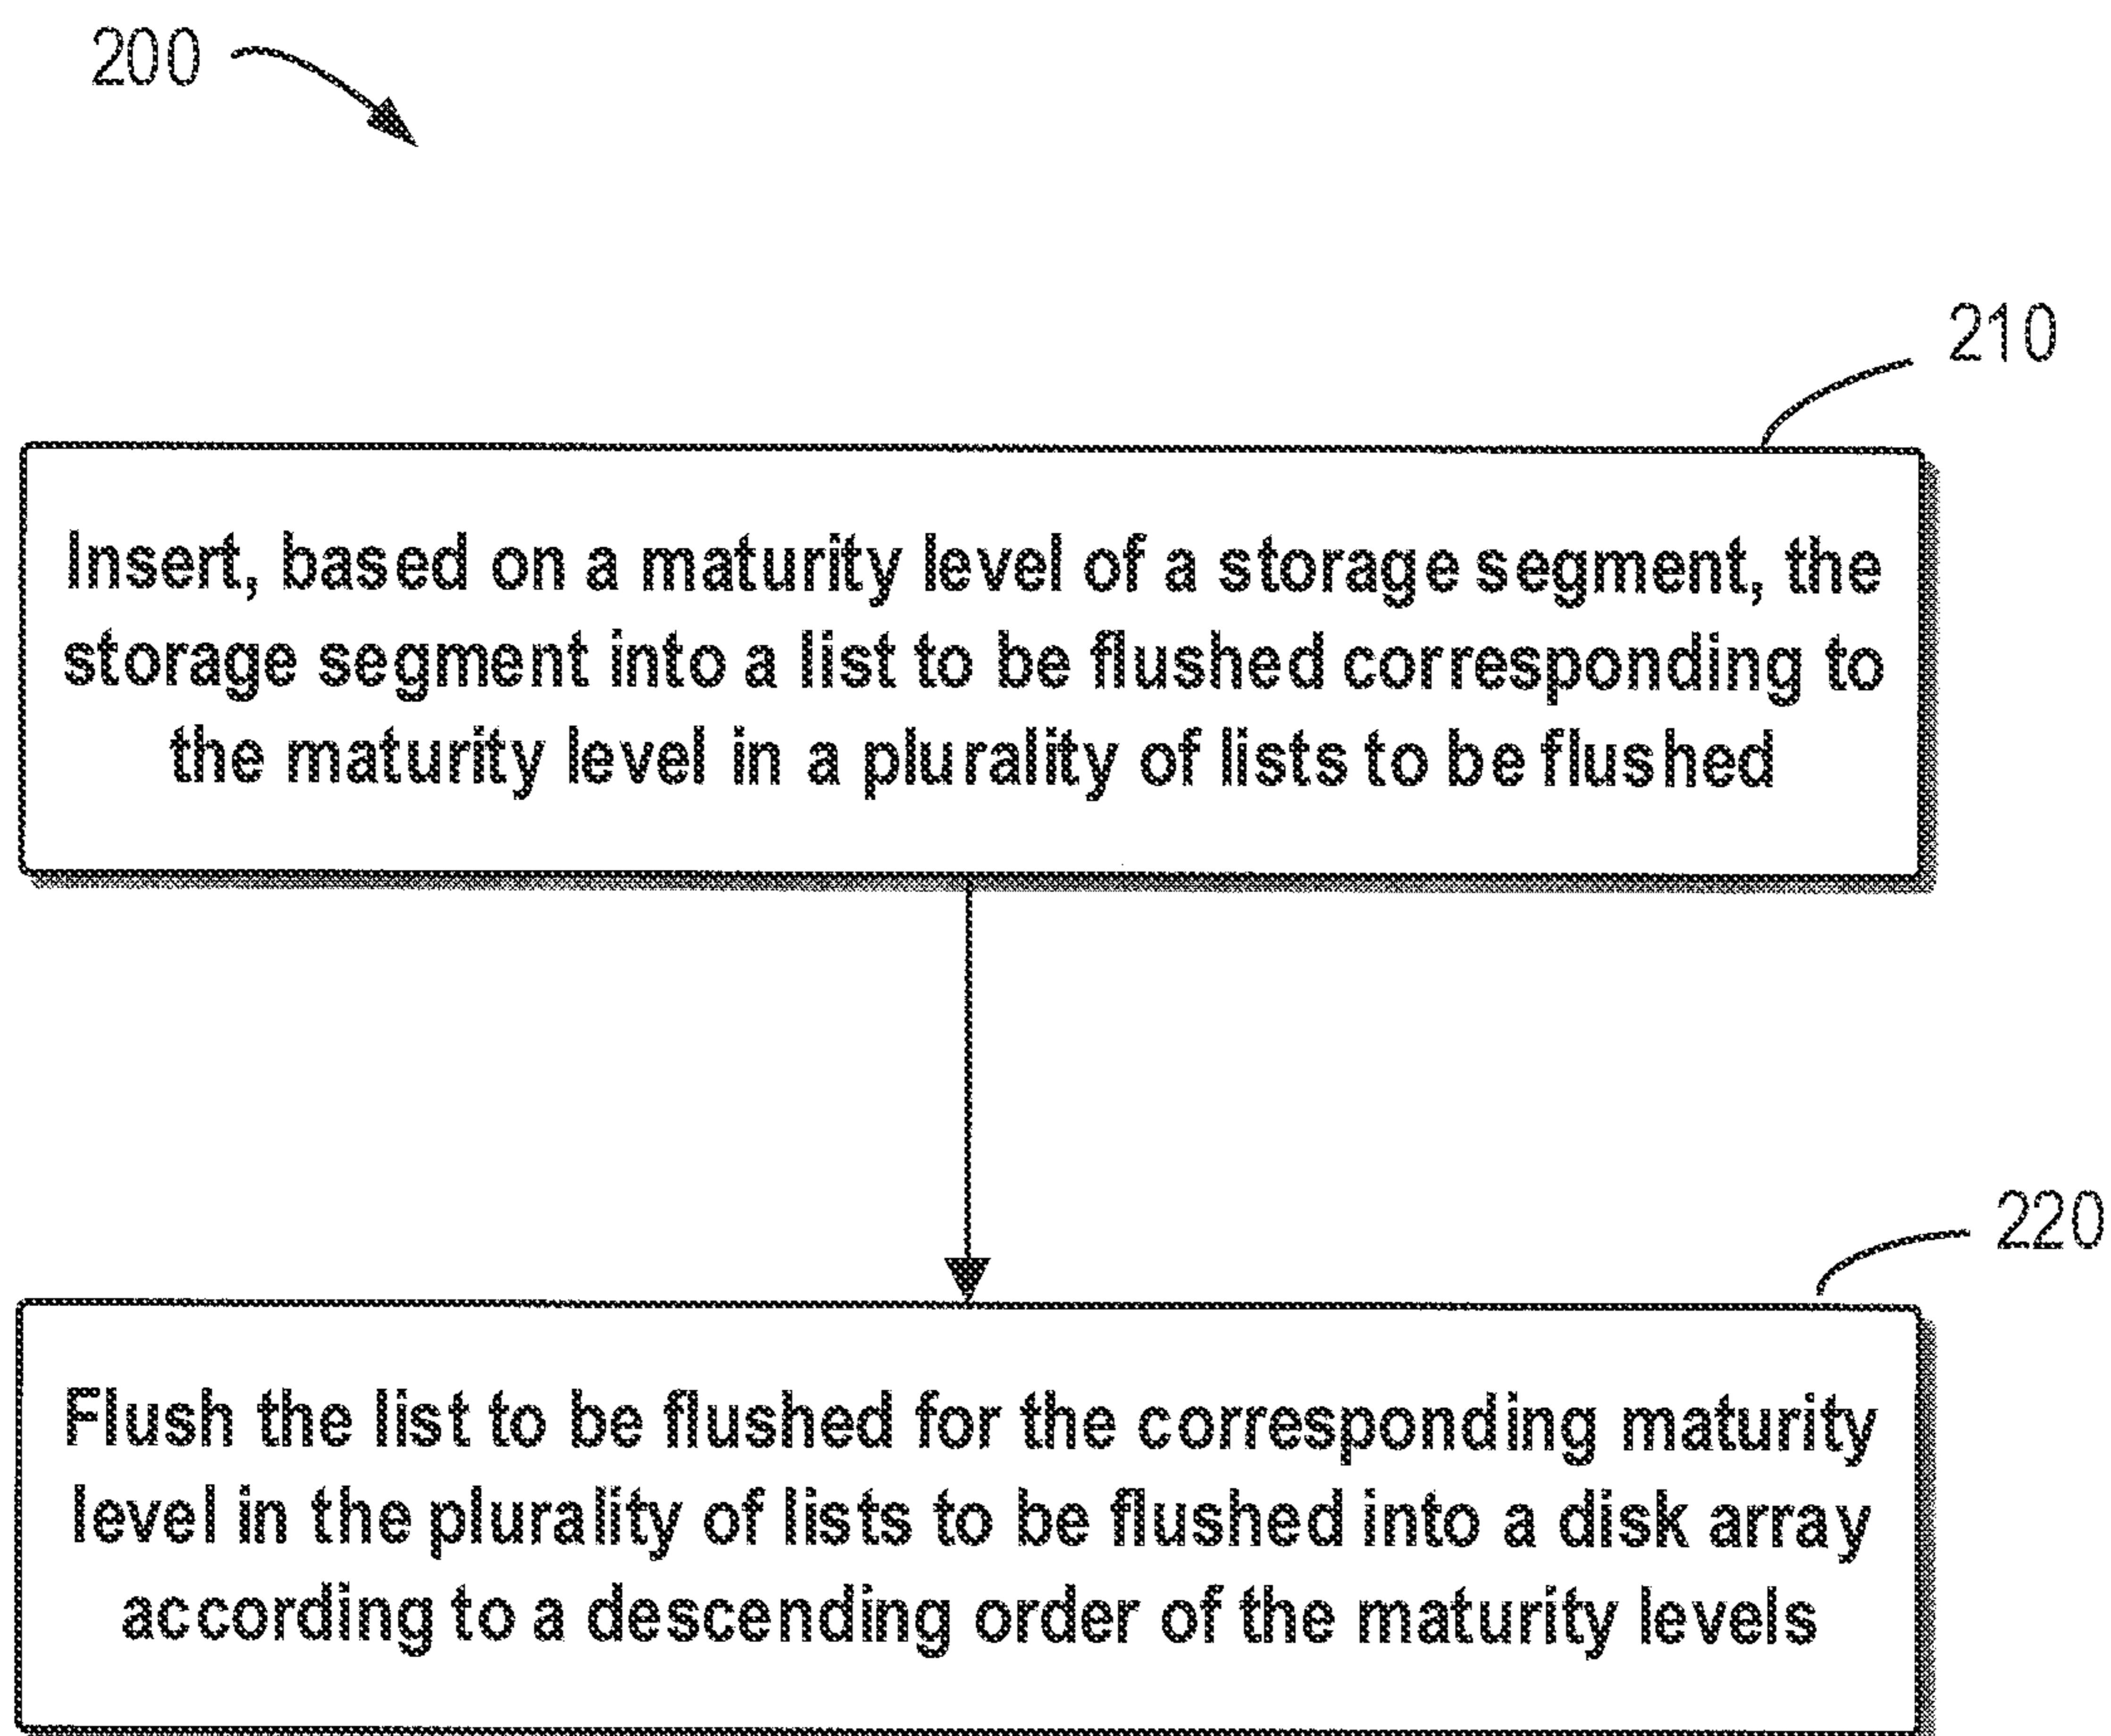 200
210
Insert, based on a maturity level of a storage segment, the
storage segment into a list to be flushed corresponding to
the maturity level in a plurality of lists to be flushed
220
Flush the list to be flushed for the corresponding maturity
level in the plurality of lists to be flushed into a disk array
according to a descending order of the maturity levels